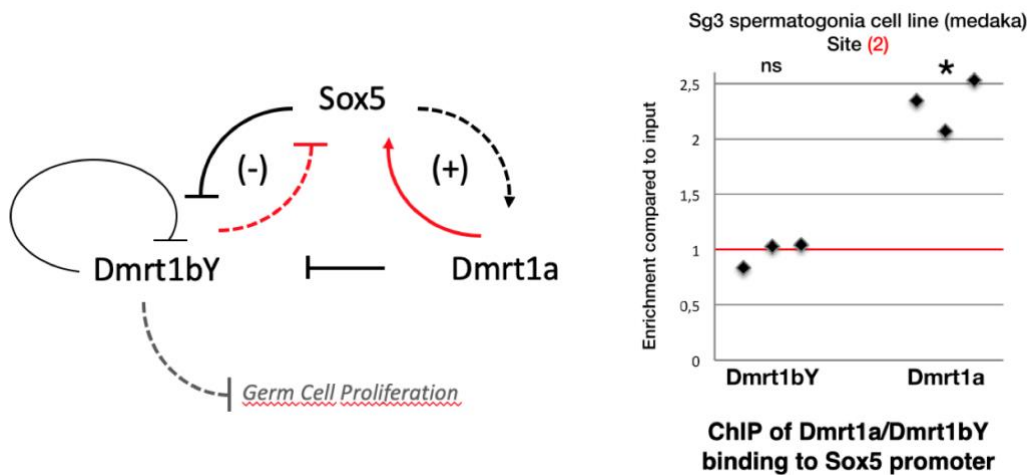 Sox5
(-)
(+)
Dmrt1bY
Dmrt1a
Germ Cell Proliferation
Sg3 spermatogonia cell line (medaka)
Site (2)
ns
*
Enrichment compared to input
2,5
2
1,5
1
0,5
0
Dmrt1bY
Dmrt1a
ChIP of Dmrt1a/Dmrt1bY
binding to Sox5 promoter